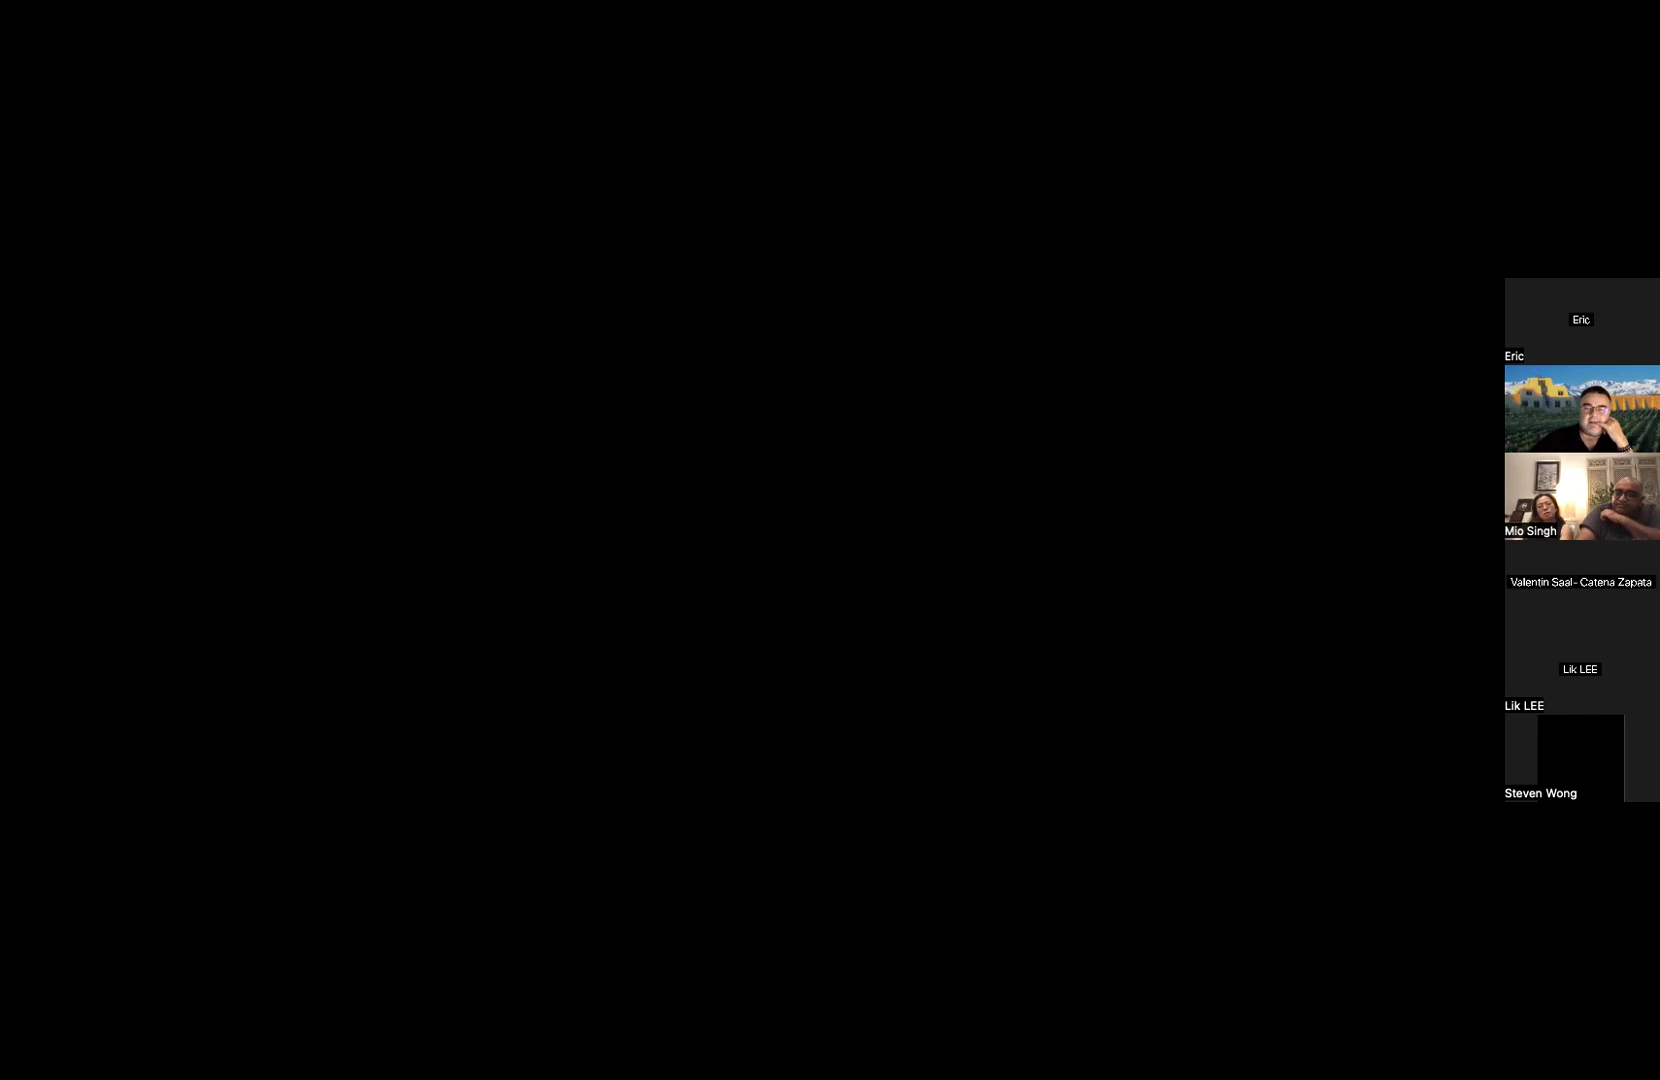 Eric
Eric
Mio Singh
Valentin Saal- Catena Zapata
Lik LEE
Lik LEE
Steven Wong